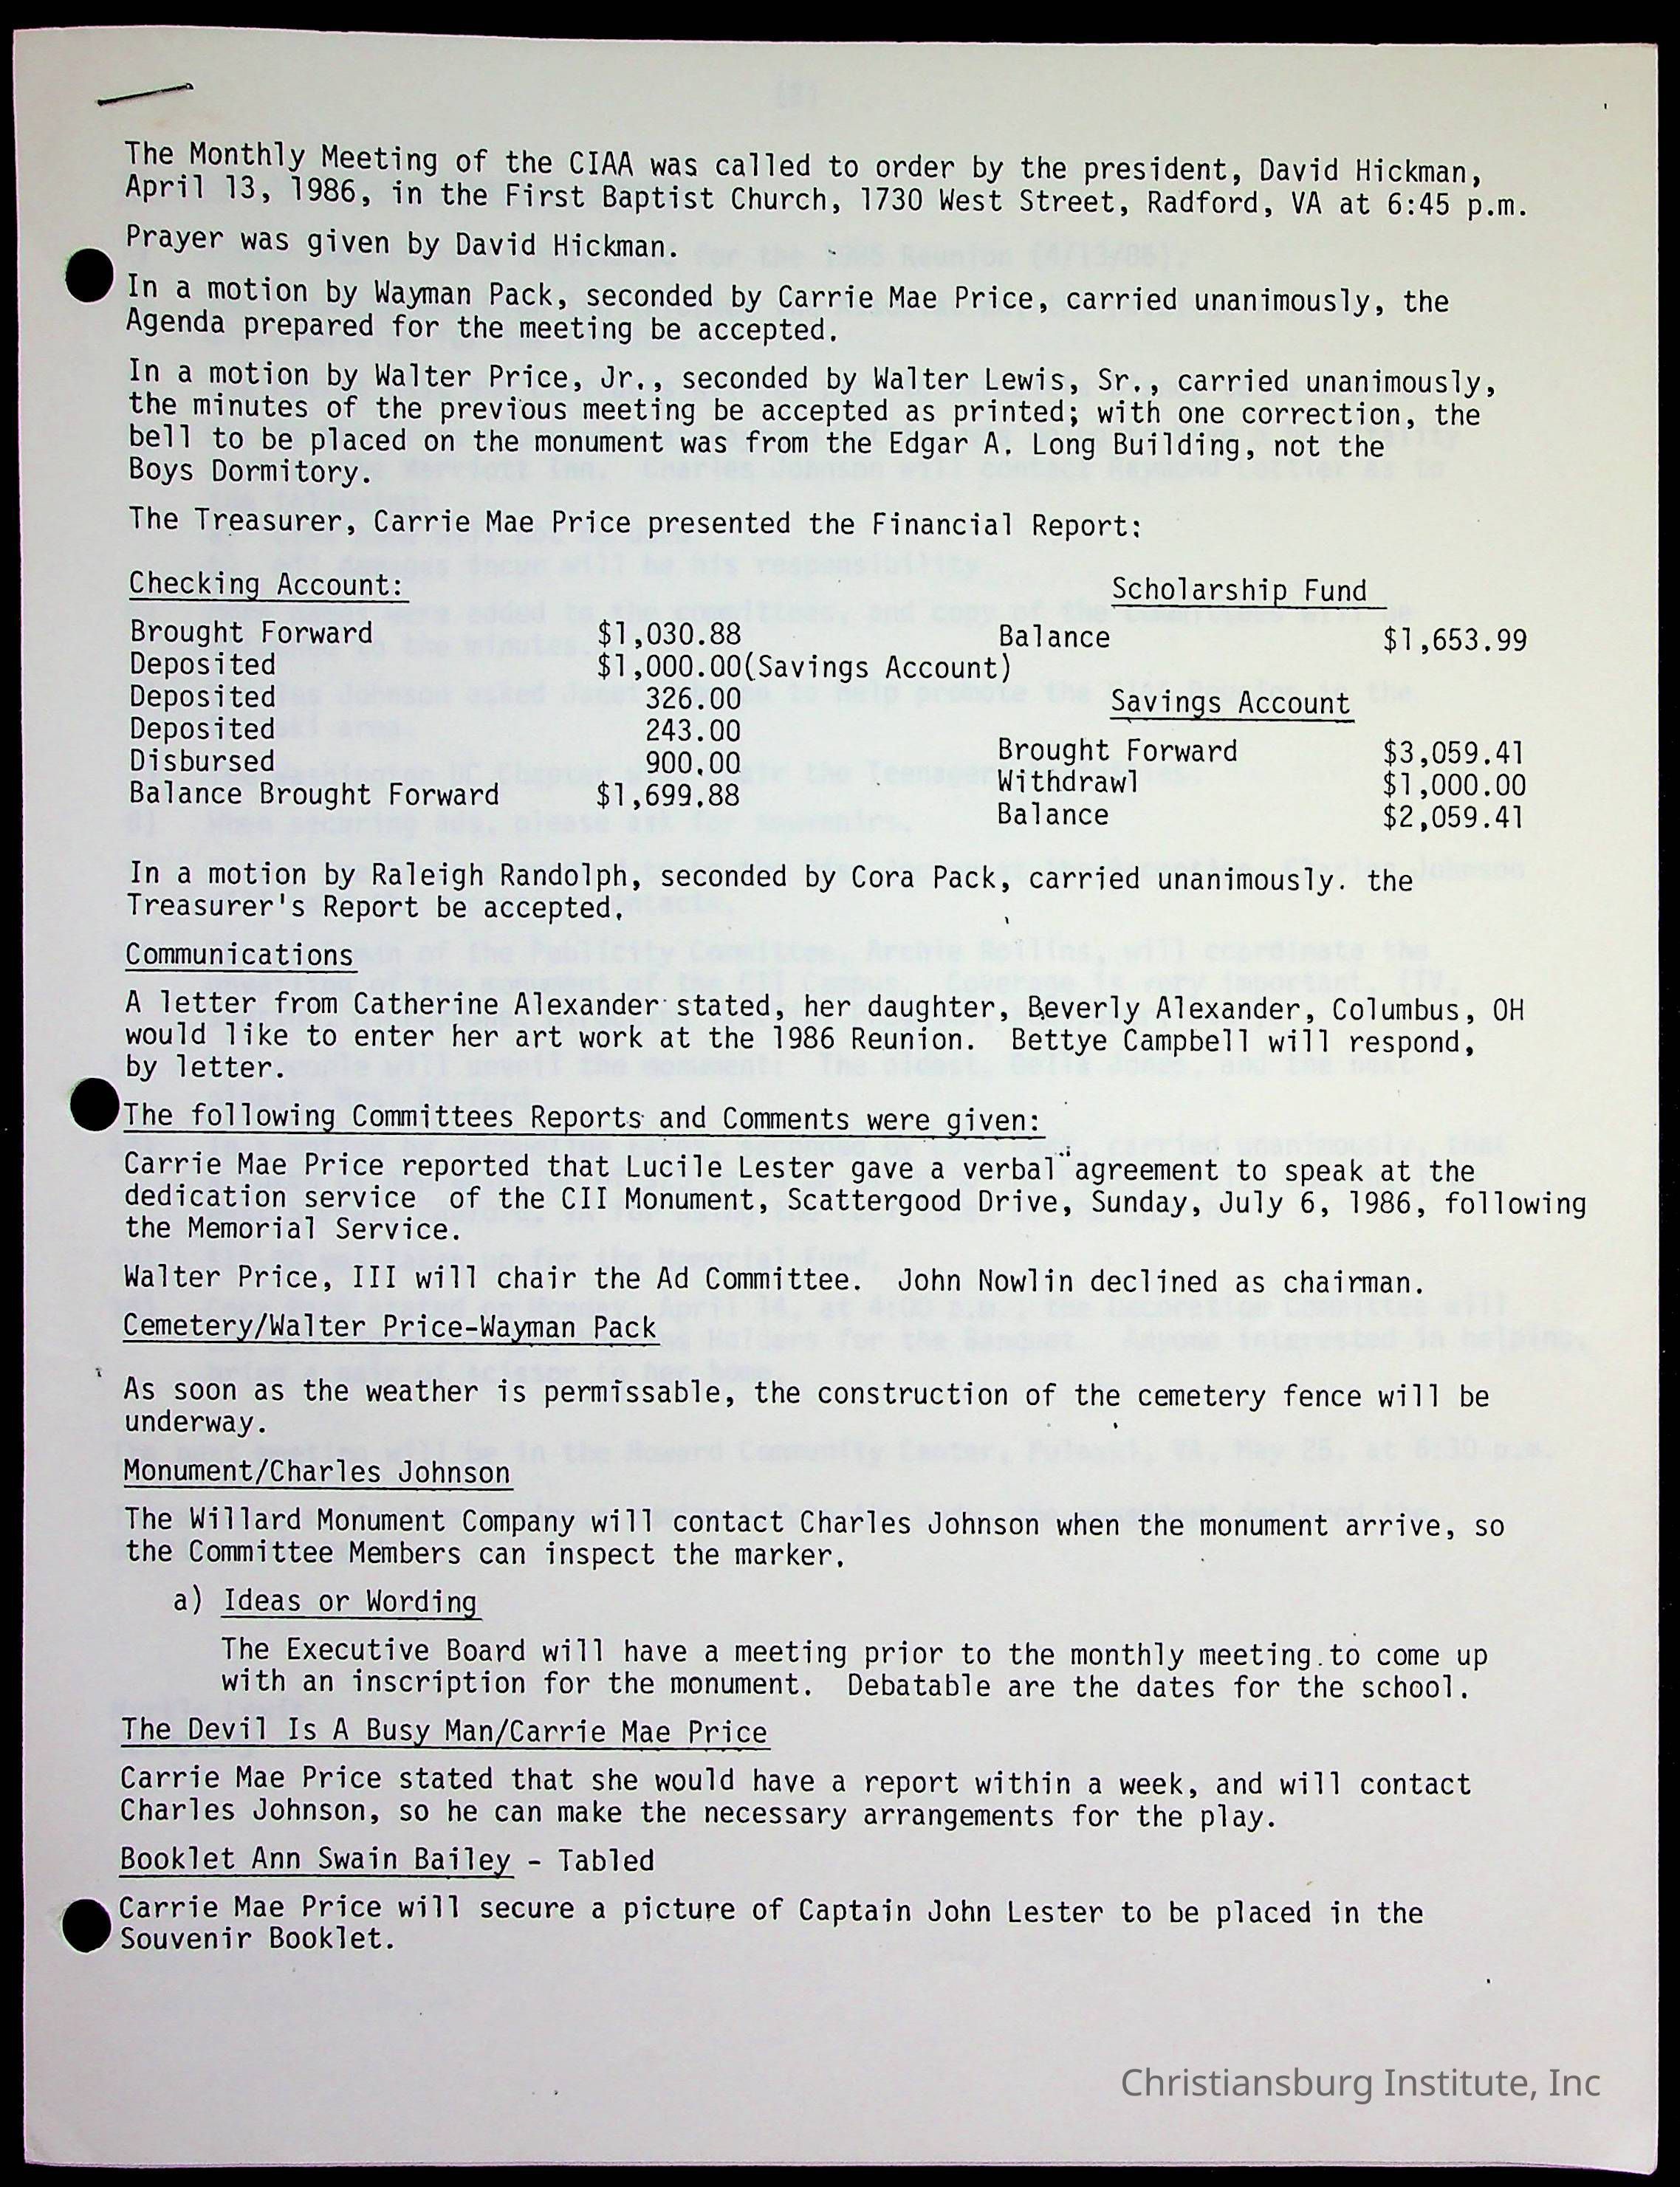 The Monthly Meeting of the CIAA was called to order by the president, David Hickman,
April 13, 1986, in the First Baptist Church, 1730 West Street, Radford, VA at 6:45 p.m.
Prayer was given by David Hickman.
In a motion by Wayman Pack, seconded by Carrie Mae Price, carried unanimously, the
Agenda prepared for the meeting be accepted.
In a motion by Walter Price, Jr., seconded by Walter Lewis, Sr., carried unanimously,
the minutes of the previous meeting be accepted as printed; with one correction, the
bell to be placed on the monument was from the Edgar A. Long Building, not the
Boys Dormitory.
The Treasurer, Carrie Mae Price presented the Financial Report:
Checking Account:
Brought Forward $1,030.88
Deposited $1,000.00(Savings Account)
Deposited 326.00
Deposited 243.00
Disbursed 900.00
Balance Brought Forward $1,699.88
Scholarship Fund
Balance $1,653.99
Savings Account
Brought Forward $3,059.41
Withdrawl $1,000.00
Balance $2,059.41
In a motion by Raleigh Randolph, seconded by Cora Pack, carried unanimously. the
Treasurer's Report be accepted.
Communications
A letter from Catherine Alexander stated, her daughter, Beverly Alexander, Columbus, OH
would like to enter her art work at the 1986 Reunion. Bettye Campbell will respond,
by letter.
The following Committees Reports and Comments were given:
Carrie Mae Price reported that Lucile Lester gave a verbal agreement to speak at the
dedication service of the CII Monument, Scattergood Drive, Sunday, July 6, 1986, following
the Memorial Service.
Walter Price, III will chair the Ad Committee. John Nowlin declined as chairman.
Cemetery/Walter Price-Wayman Pack
As soon as the weather is permissable, the construction of the cemetery fence will be
underway.
Monument/Charles Johnson
The Willard Monument Company will contact Charles Johnson when the monument arrive, so
the Committee Members can inspect the marker.
a) Ideas or Wording
The Executive Board will have a meeting prior to the monthly meeting to come up
with an inscription for the monument. Debatable are the dates for the school.
The Devil Is A Busy Man/Carrie Mae Price
Carrie Mae Price stated that she would have a report within a week, and will contact
Charles Johnson, so he can make the necessary arrangements for the play.
Booklet Ann Swain Bailey - Tabled
Carrie Mae Price will secure a picture of Captain John Lester to be placed in the
Souvenir Booklet.
Christiansburg Institute, Inc